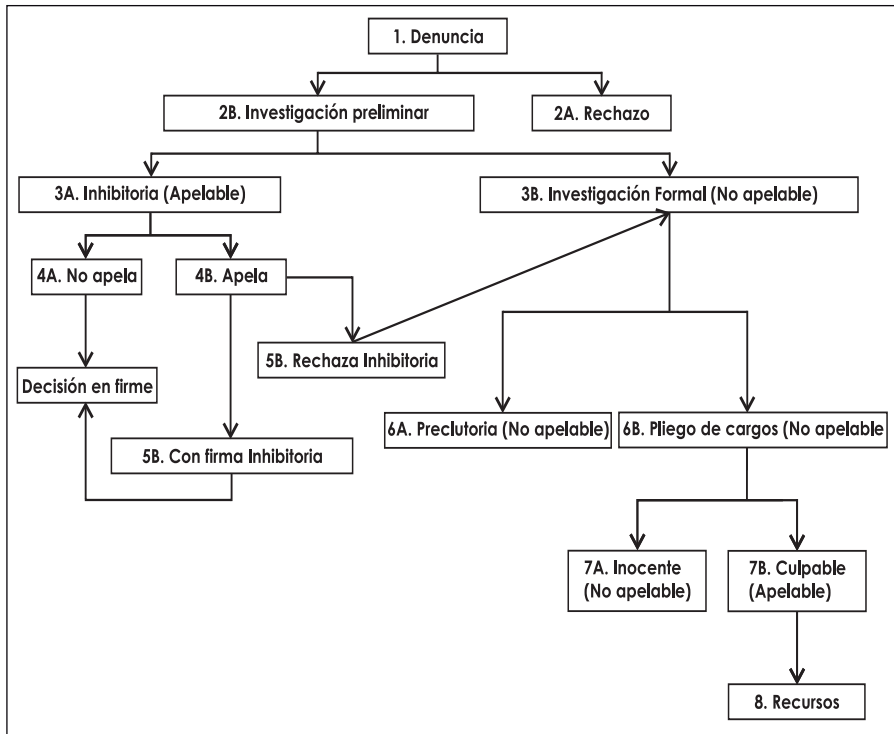 1. Denuncia
2B. Investigación preliminar
2A. Rechazo
3A. Inhibitoria (Apelable)
3B. Investigación Formal (No apelable)
4A. No apela
4B. Apela
5B. Rechaza Inhibitoria
Decisión en firme
6A. Preclutoria (No apelable)
6B. Pliego de cargos (No apelable
5B. Con firma Inhibitoria
7A. Inocente
(No apelable)
7B. Culpable
(Apelable)
8. Recursos